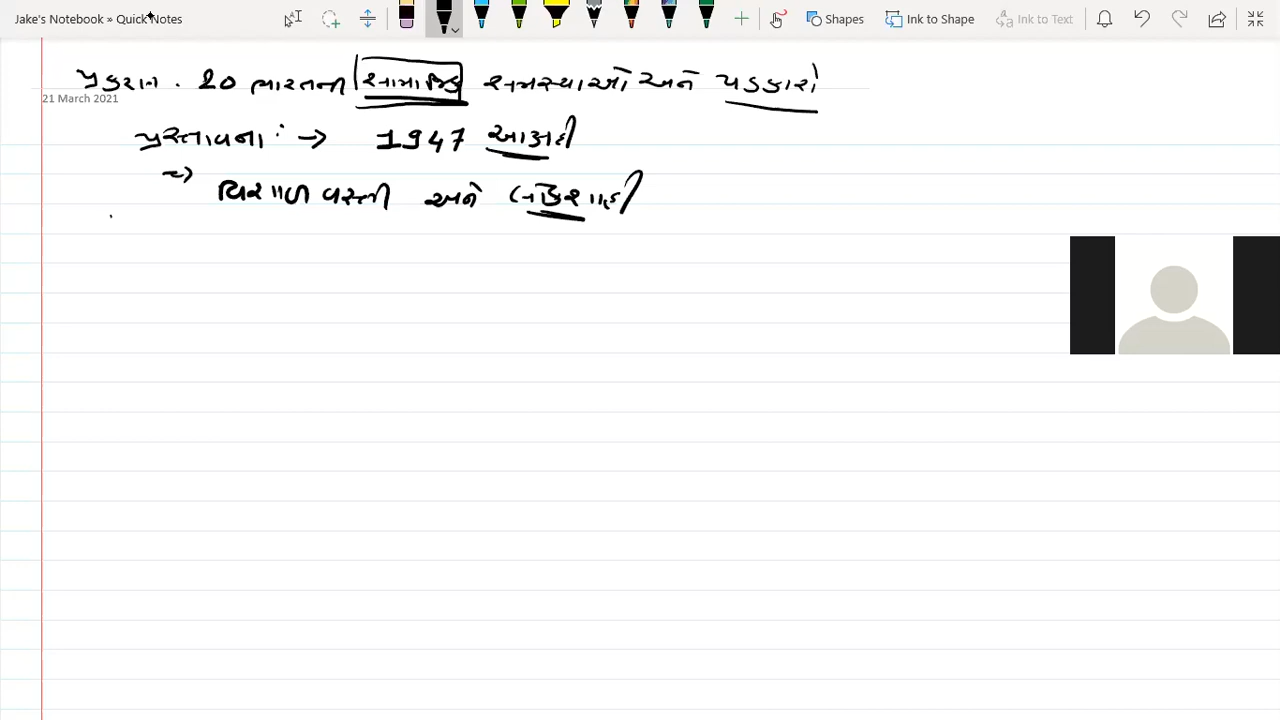 Jake's Notebook » Quick Notes
Shapes
Ink to Shape
Ink to Text
પ્રકરણ. 20 ભારતની સામાજિક સમસ્યાઓ અને પડકારો
21 March 2021
પ્રસ્તાવના :→ 1947 આઝાદી
⇒ વિશાળ વસ્તી અને લોકશાહી